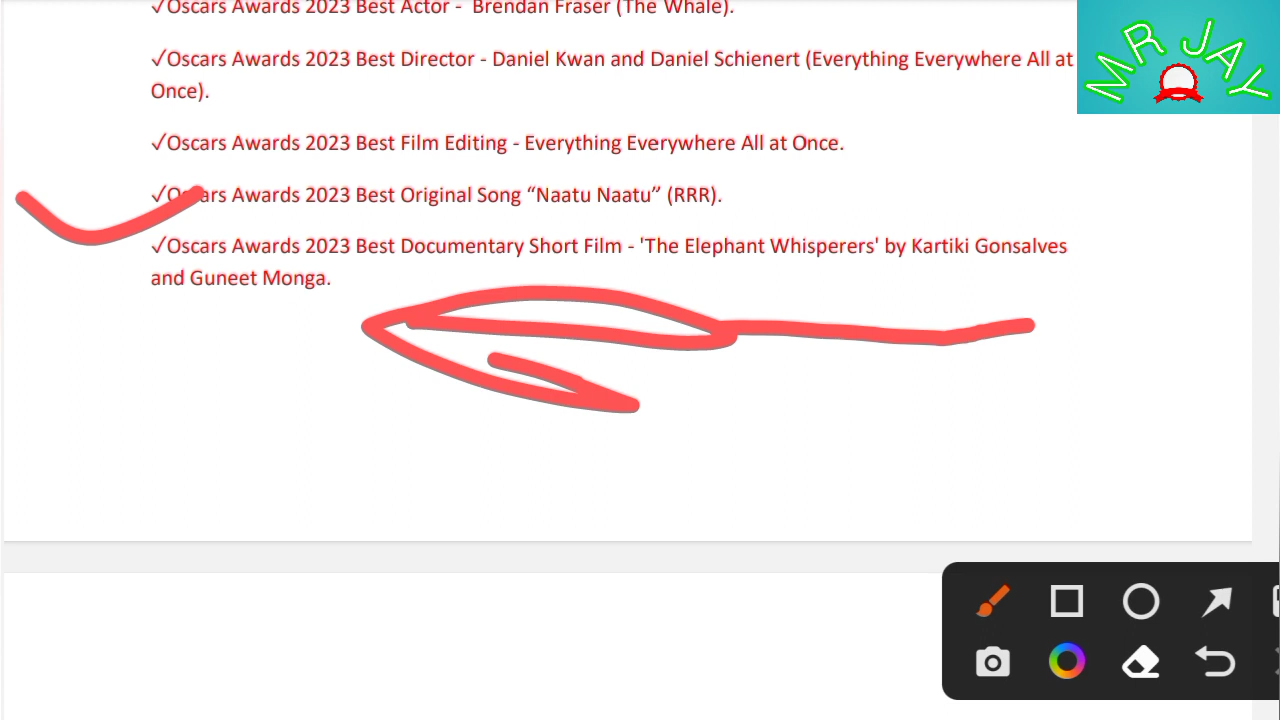 ✓Oscars Awards 2023 Best Actor - Brendan Fraser (The Whale).
✓Oscars Awards 2023 Best Director - Daniel Kwan and Daniel Schienert (Everything Everywhere All at
Once).
✓Oscars Awards 2023 Best Film Editing - Everything Everywhere All at Once.
✓Oscars Awards 2023 Best Original Song “Naatu Naatu” (RRR).
✓Oscars Awards 2023 Best Documentary Short Film - 'The Elephant Whisperers' by Kartiki Gonsalves
and Guneet Monga.
MR JAY